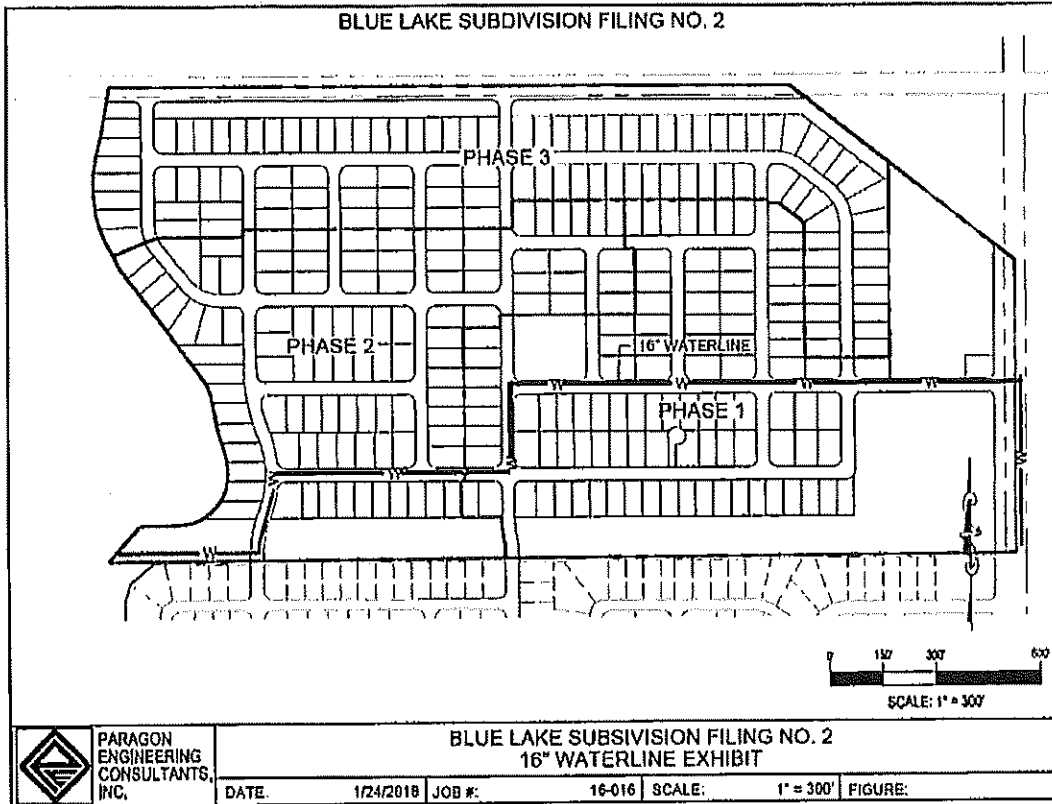 BLUE LAKE SUBDIVISION FILING NO. 2
PHASE 3
PHASE 2
16" WATERLINE
PHASE 1
W W W W
W
W
W W
W
W
0 150' 300' 600'
SCALE: 1" = 300'
PARAGON
ENGINEERING
CONSULTANTS,
INC.
BLUE LAKE SUBSIVISION FILING NO. 2
16" WATERLINE EXHIBIT
DATE. 1/24/2018 JOB #: 16-016 SCALE: 1" = 300' FIGURE: